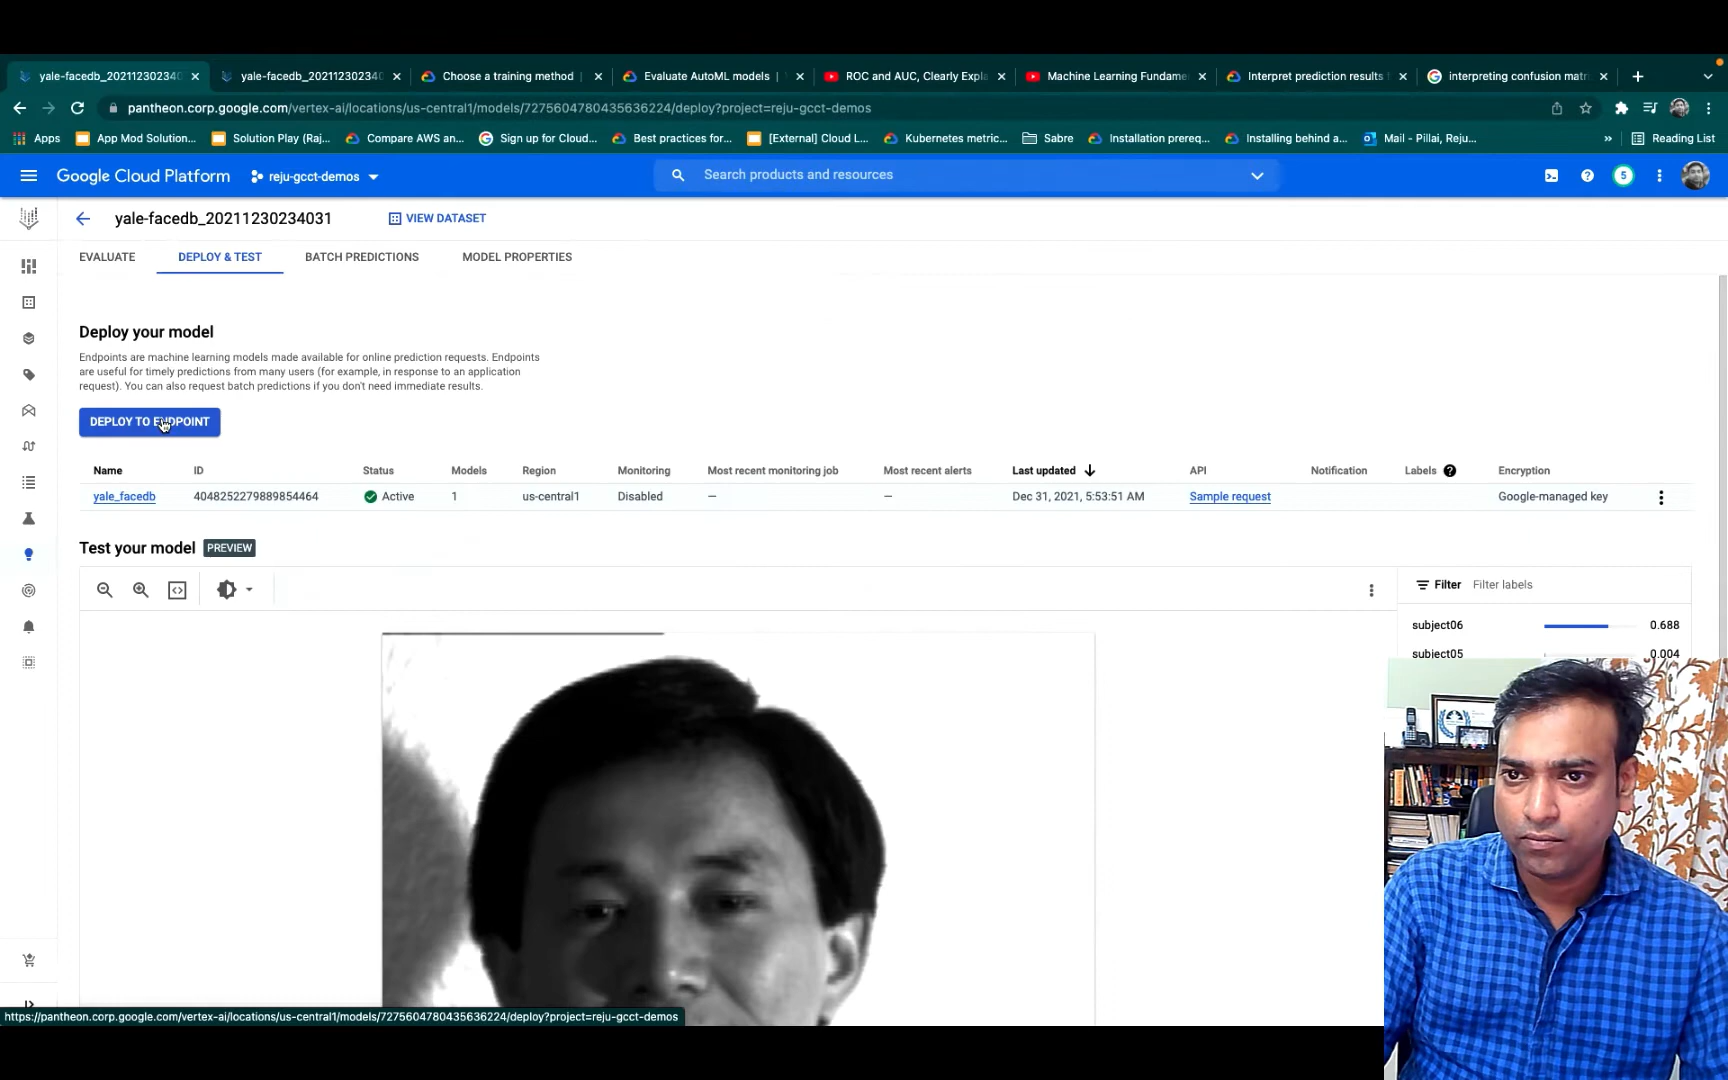 yale-facedb_202112302340
yale-facedb_202112302340
Choose a training method
Evaluate AutoML models
ROC and AUC, Clearly Expla
Machine Learning Fundame
Interpret prediction results
interpreting confusion matr
pantheon.corp.google.com/vertex-ai/locations/us-central1/models/7275604780435636224/deploy?project=reju-gcct-demos
Apps
App Mod Solution...
Solution Play (Raj...
Compare AWS an...
Sign up for Cloud...
Best practices for...
[External] Cloud L...
Kubernetes metric...
Sabre
Installation prereq...
Installing behind a...
Mail - Pillai, Reju...
»
Reading List
Google Cloud Platform
reju-gcct-demos
Search products and resources
5
yale-facedb_20211230234031
VIEW DATASET
EVALUATE
DEPLOY & TEST
BATCH PREDICTIONS
MODEL PROPERTIES
Deploy your model
Endpoints are machine learning models made available for online prediction requests. Endpoints
are useful for timely predictions from many users (for example, in response to an application
request). You can also request batch predictions if you don't need immediate results.
DEPLOY TO ENDPOINT
Name ID Status Models Region Monitoring Most recent monitoring job Most recent alerts Last updated API Notification Labels Encryption
yale_facedb 4048252279889854464 Active 1 us-central1 Disabled — — Dec 31, 2021, 5:53:51 AM Sample request Google-managed key
Test your model PREVIEW
Filter Filter labels
subject06 0.688
subject05 0.004
https://pantheon.corp.google.com/vertex-ai/locations/us-central1/models/7275604780435636224/deploy?project=reju-gcct-demos